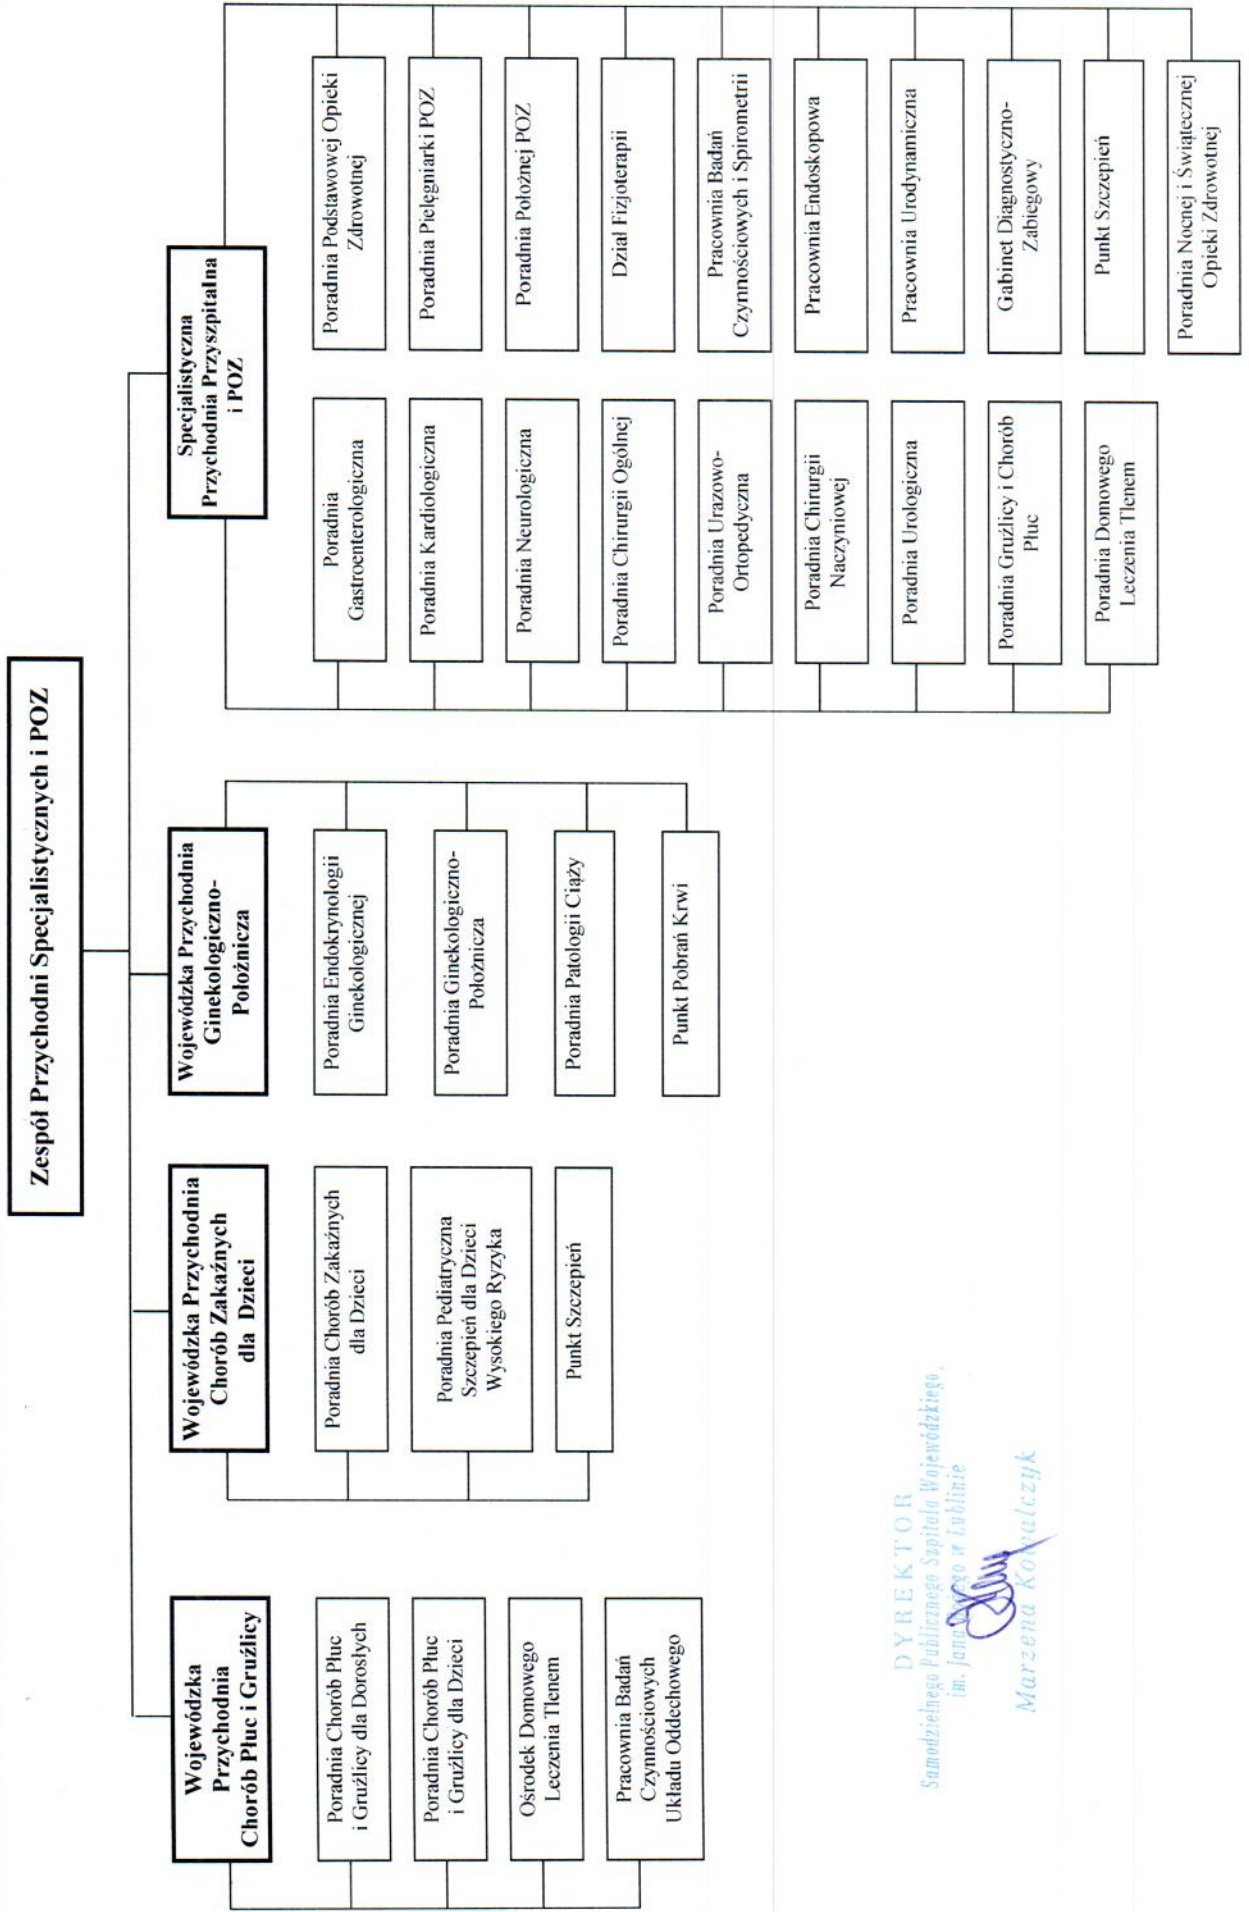 Zespół Przychodni Specjalistycznych i POZ
Wojewódzka
Przychodnia
Chorób Płuc i Gruźlicy
Poradnia Chorób Płuc
i Gruźlicy dla Dorosłych
Poradnia Chorób Płuc
i Gruźlicy dla Dzieci
Ośrodek Domowego
Leczenia Tlenem
Pracownia Badań
Czynnościowych
Układu Oddechowego
Wojewódzka Przychodnia
Chorób Zakaźnych
dla Dzieci
Poradnia Chorób Zakaźnych
dla Dzieci
Poradnia Pediatryczna
Szczepień dla Dzieci
Wysokiego Ryzyka
Punkt Szczepień
Wojewódzka Przychodnia
Ginekologiczno-
Położnicza
Poradnia Endokrynologii
Ginekologicznej
Poradnia Ginekologiczno-
Położnicza
Poradnia Patologii Ciąży
Punkt Pobrań Krwi
Specjalistyczna
Przychodnia Przyszpitalna
i POZ
Poradnia
Gastroenterologiczna
Poradnia Kardiologiczna
Poradnia Neurologiczna
Poradnia Chirurgii Ogólnej
Poradnia Urazowo-
Ortopedyczna
Poradnia Chirurgii
Naczyniowej
Poradnia Urologiczna
Poradnia Gruźlicy i Chorób
Płuc
Poradnia Domowego
Leczenia Tlenem
Poradnia Podstawowej Opieki
Zdrowotnej
Poradnia Pielęgniarki POZ
Poradnia Położnej POZ
Dział Fizjoterapii
Pracownia Badań
Czynnościowych i Spirometrii
Pracownia Endoskopowa
Pracownia Urodynamiczna
Gabinet Diagnostyczno-
Zabiegowy
Punkt Szczepień
Poradnia Nocnej i Świątecznej
Opieki Zdrowotnej
DYREKTOR
Samodzielnego Publicznego Szpitala Wojewódzkiego
im. Jana Bożego w Lublinie
Marzena Kowalczyk